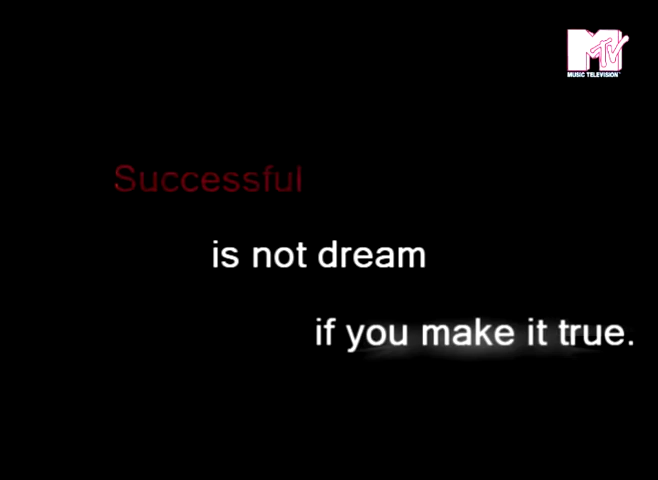 MTV
MUSIC TELEVISION
Successful
is not dream
if you make it true.